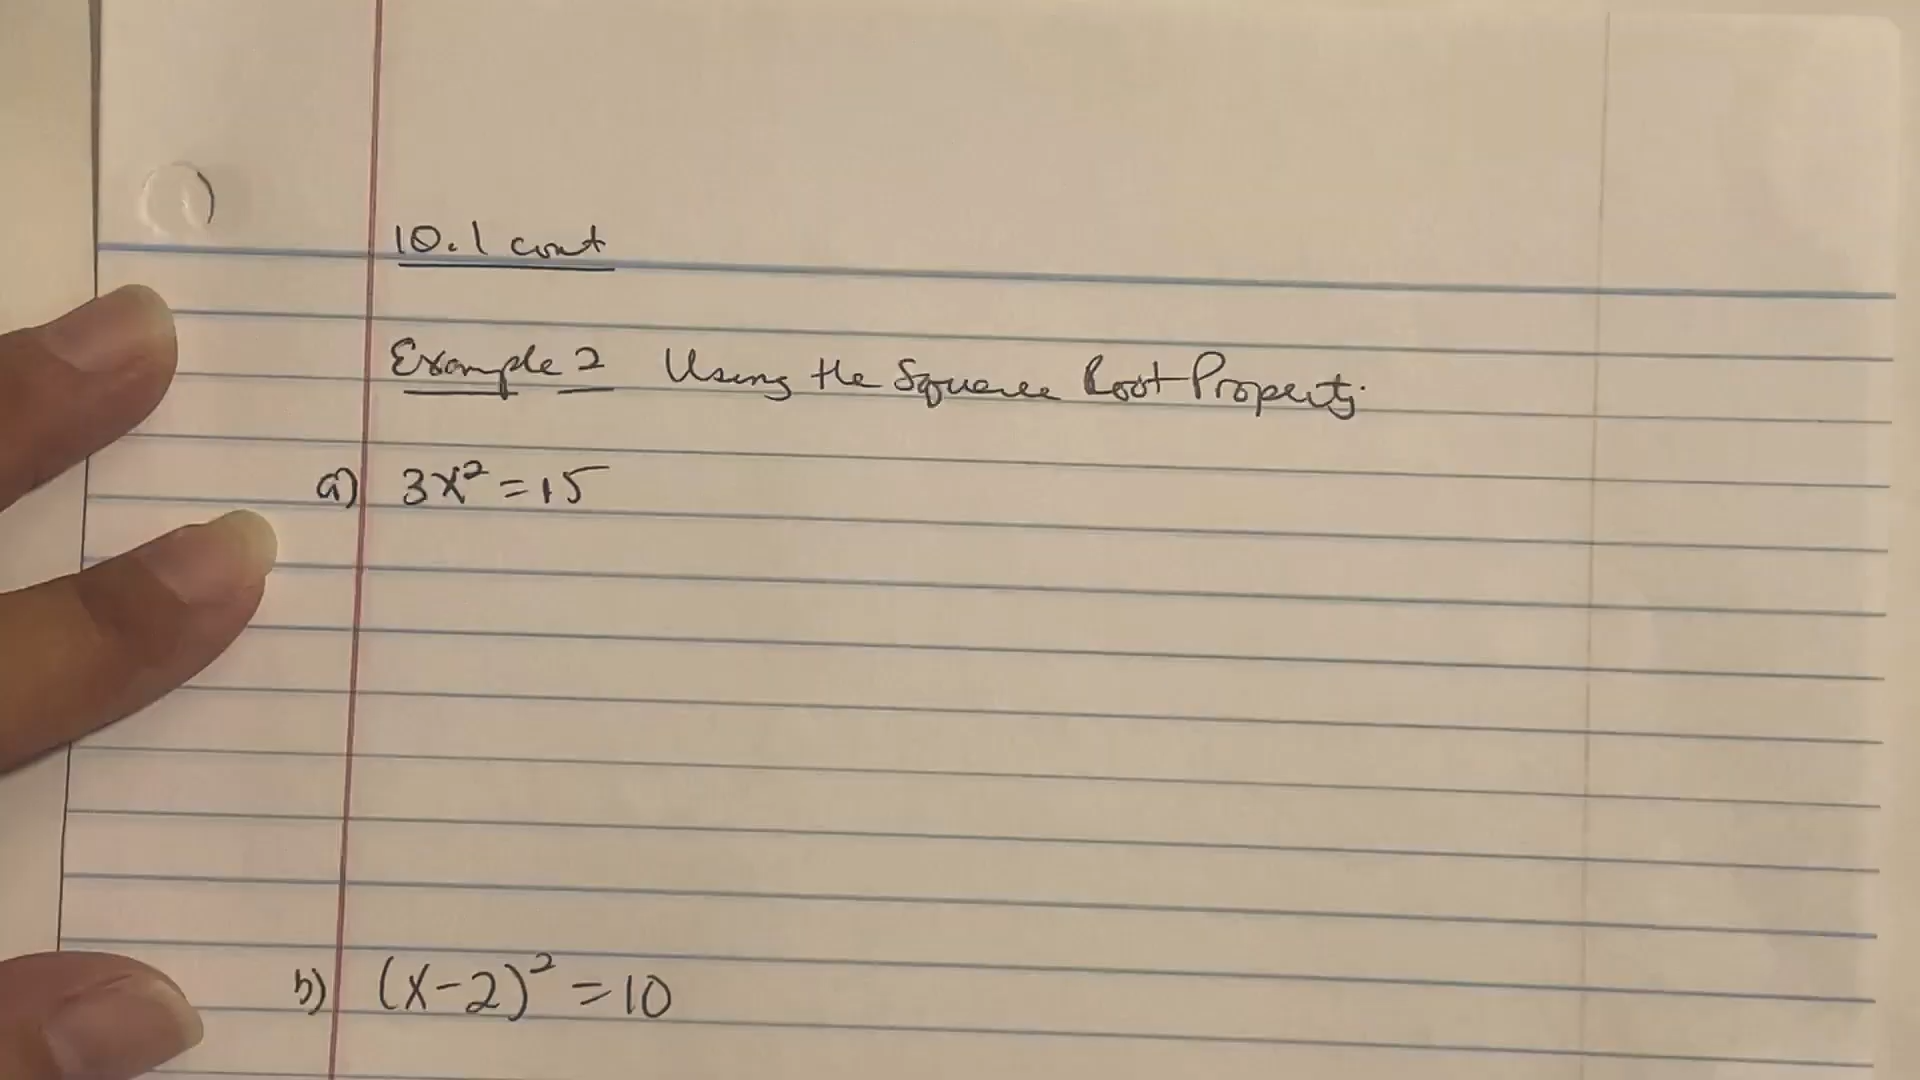 10.1 cont
Example 2 Using the Square Root Property.
a) 3x² = 15
b) (x-2)² = 10